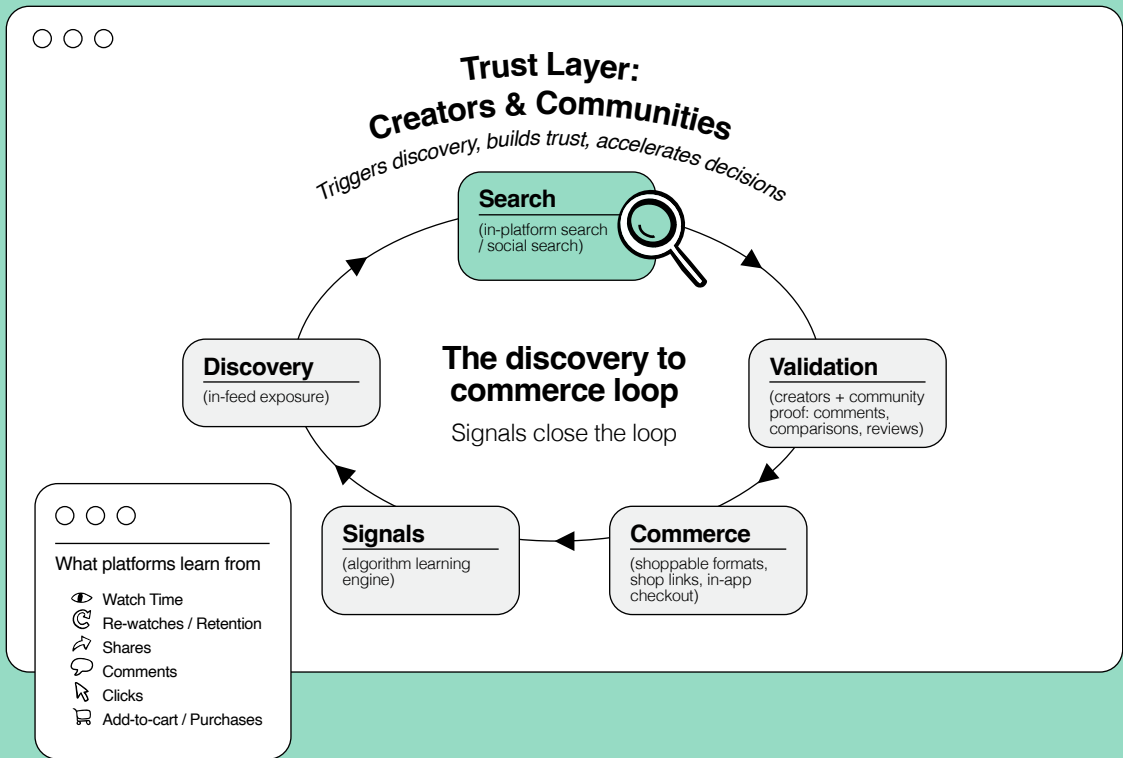 Trust Layer:
Creators & Communities
Triggers discovery, builds trust, accelerates decisions
Search
(in-platform search
/ social search)
Discovery
(in-feed exposure)
The discovery to
commerce loop
Signals close the loop
Validation
(creators + community
proof: comments,
comparisons, reviews)
Signals
(algorithm learning
engine)
Commerce
(shoppable formats,
shop links, in-app
checkout)
What platforms learn from
Watch Time
Re-watches / Retention
Shares
Comments
Clicks
Add-to-cart / Purchases